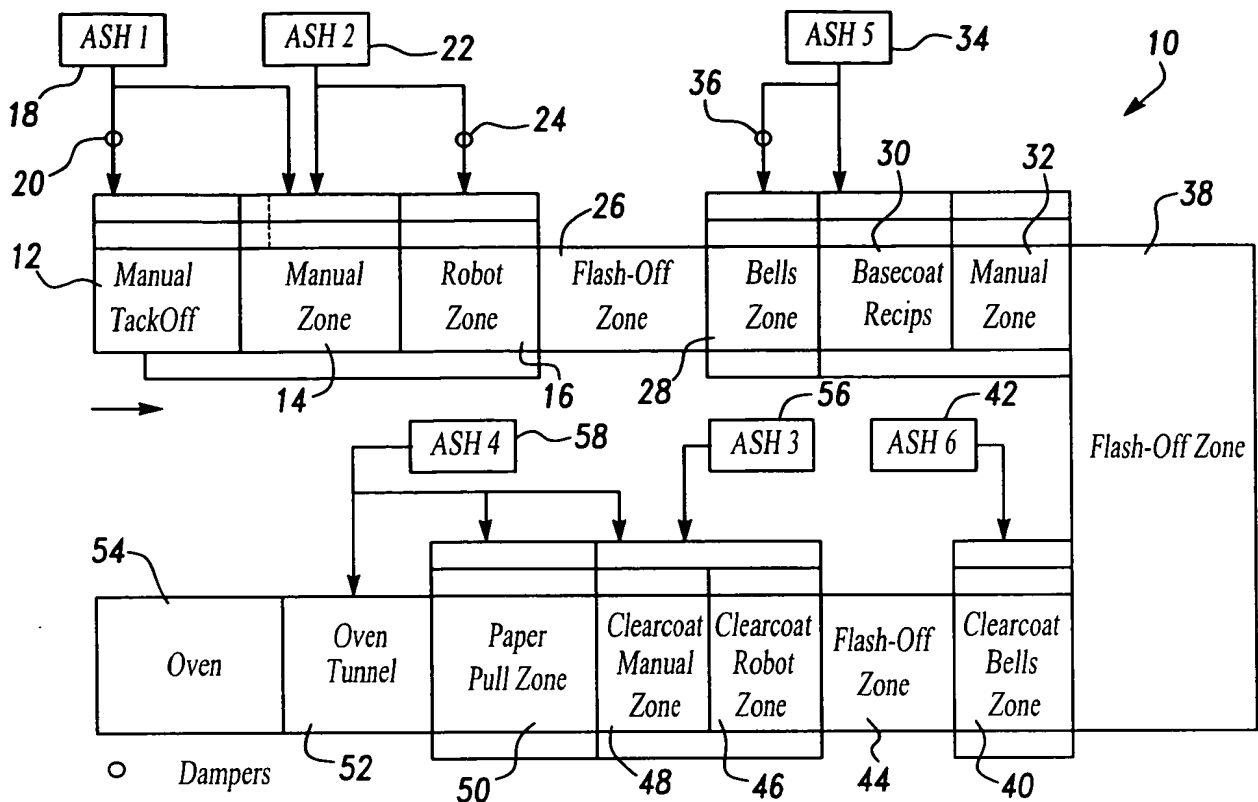 ASH 1
ASH 2
ASH 5
22
34
10
18
36
24
20
30
32
26
38
12
Manual
TackOff
Manual
Zone
Robot
Zone
Flash-Off
Zone
Bells
Zone
Basecoat
Recips
Manual
Zone
14
16
28
56
42
ASH 4
58
ASH 3
ASH 6
Flash-Off Zone
54
Oven
Oven
Tunnel
Paper
Pull Zone
Clearcoat
Manual
Zone
Clearcoat
Robot
Zone
Flash-Off
Zone
Clearcoat
Bells
Zone
Dampers
52
50
48
46
44
40